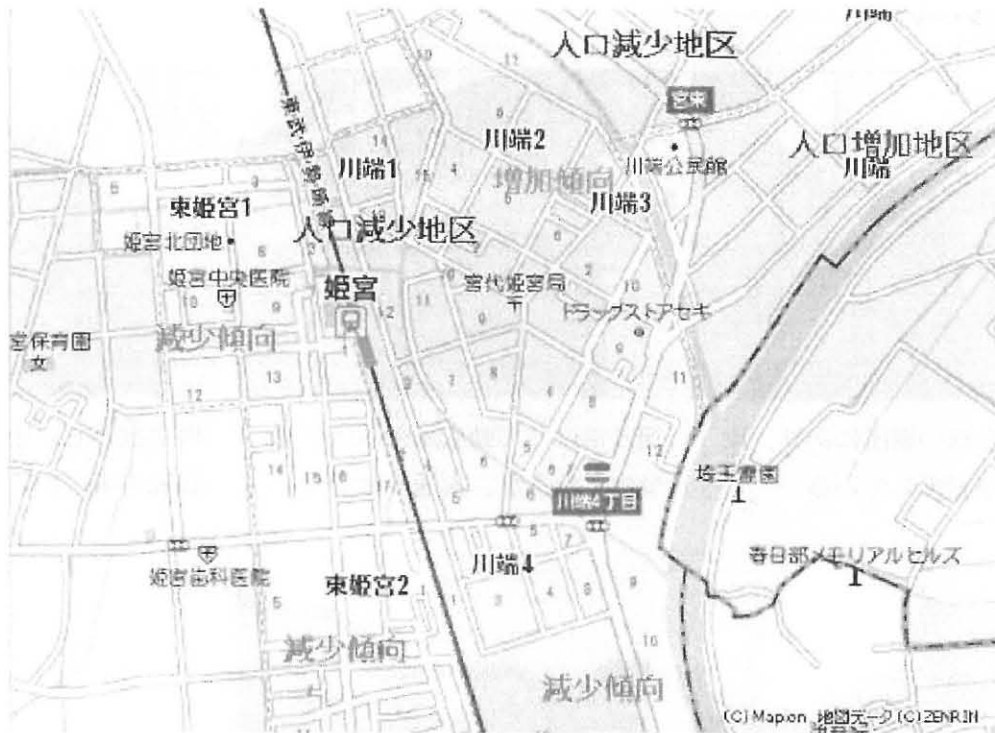 川端
人口減少地区
宮東
川端2
川端1
川端公民館
人口増加地区
川端
増加傾向
川端3
東武・伊勢崎線
東姫宮1
人口減少地区
姫宮北団地
姫宮中央医院
姫宮
宮代姫宮局
ドラッグストアセキ
減少傾向
宮保育園
埼玉霊園
川端4丁目
春日部メモリアルヒルズ
姫宮歯科医院
川端4
東姫宮2
減少傾向
減少傾向
(C)Mapion 地図データ(C)ZENRIN